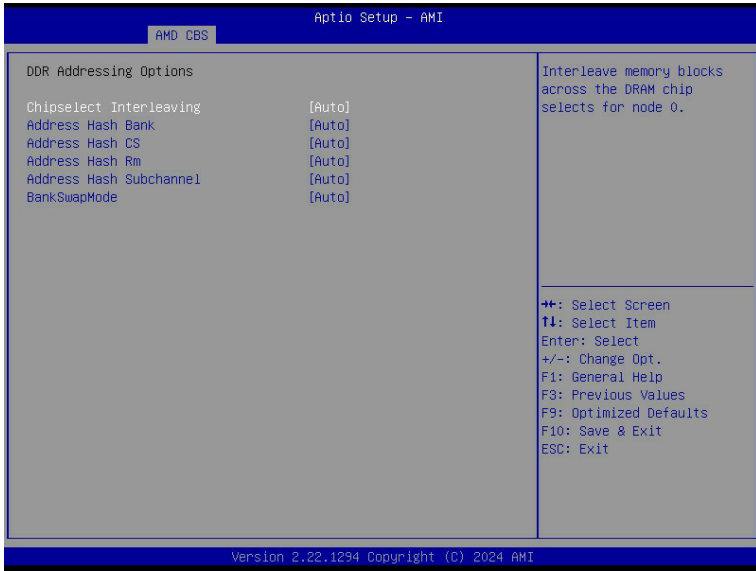 Aptio Setup – AMI
AMD CBS
DDR Addressing Options
Chipselect Interleaving [Auto]
Address Hash Bank [Auto]
Address Hash CS [Auto]
Address Hash Rm [Auto]
Address Hash Subchannel [Auto]
BankSwapMode [Auto]
Interleave memory blocks
across the DRAM chip
selects for node 0.
→←: Select Screen
↑↓: Select Item
Enter: Select
+/-: Change Opt.
F1: General Help
F3: Previous Values
F9: Optimized Defaults
F10: Save & Exit
ESC: Exit
Version 2.22.1294 Copyright (C) 2024 AMI